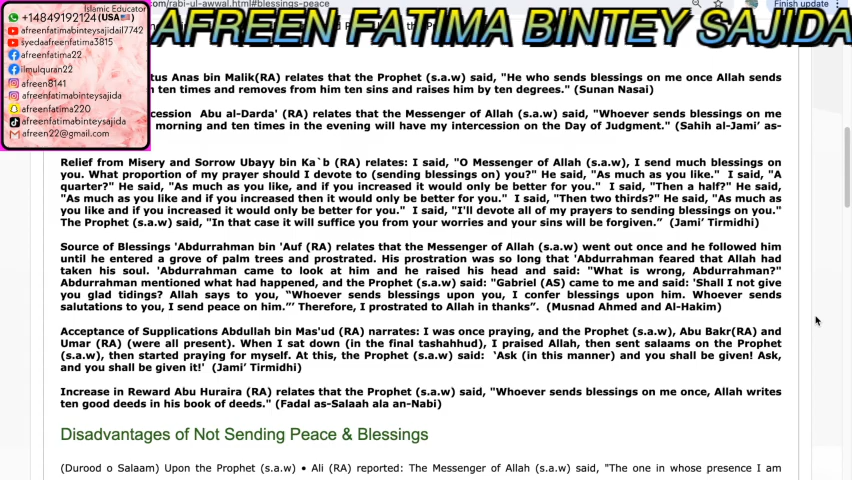 .com/rabi-ul-awwal.html#blessings-peace
Finish update
AFREEN FATIMA BINTEY SAJIDA
Islamic Educator
+14849192124 (USA🇺🇸)
afreenfatimabinteysajidail7742
syedaafreenfatima3815
afreenfatima22
ilmulquran22
afreen8141
afreenfatimabinteysajida
afreenfatima220
afreenfatimabinteysajida
afreen22@gmail.com
tus Anas bin Malik(RA) relates that the Prophet (s.a.w) said, "He who sends blessings on me once Allah sends
n ten times and removes from him ten sins and raises him by ten degrees." (Sunan Nasai)
cession Abu al-Darda' (RA) relates that the Messenger of Allah (s.a.w) said, "Whoever sends blessings on me
morning and ten times in the evening will have my intercession on the Day of Judgment." (Sahih al-Jami' as-
Relief from Misery and Sorrow Ubayy bin Ka`b (RA) relates: I said, "O Messenger of Allah (s.a.w), I send much blessings on
you. What proportion of my prayer should I devote to (sending blessings on) you?" He said, "As much as you like." I said, "A
quarter?" He said, "As much as you like, and if you increased it would only be better for you." I said, "Then a half?" He said,
"As much as you like and if you increased then it would only be better for you." I said, "Then two thirds?" He said, "As much as
you like and if you increased it would only be better for you." I said, "I'll devote all of my prayers to sending blessings on you."
The Prophet (s.a.w) said, "In that case it will suffice you from your worries and your sins will be forgiven." (Jami' Tirmidhi)
Source of Blessings 'Abdurrahman bin 'Auf (RA) relates that the Messenger of Allah (s.a.w) went out once and he followed him
until he entered a grove of palm trees and prostrated. His prostration was so long that 'Abdurrahman feared that Allah had
taken his soul. 'Abdurrahman came to look at him and he raised his head and said: "What is wrong, Abdurrahman?"
Abdurrahman mentioned what had happened, and the Prophet (s.a.w) said: "Gabriel (AS) came to me and said: 'Shall I not give
you glad tidings? Allah says to you, "Whoever sends blessings upon you, I confer blessings upon him. Whoever sends
salutations to you, I send peace on him."' Therefore, I prostrated to Allah in thanks". (Musnad Ahmed and Al-Hakim)
Acceptance of Supplications Abdullah bin Mas'ud (RA) narrates: I was once praying, and the Prophet (s.a.w), Abu Bakr(RA) and
Umar (RA) (were all present). When I sat down (in the final tashahhud), I praised Allah, then sent salaams on the Prophet
(s.a.w), then started praying for myself. At this, the Prophet (s.a.w) said: 'Ask (in this manner) and you shall be given! Ask,
and you shall be given it!' (Jami' Tirmidhi)
Increase in Reward Abu Huraira (RA) relates that the Prophet (s.a.w) said, "Whoever sends blessings on me once, Allah writes
ten good deeds in his book of deeds." (Fadal as-Salaah ala an-Nabi)
Disadvantages of Not Sending Peace & Blessings
(Durood o Salaam) Upon the Prophet (s.a.w) • Ali (RA) reported: The Messenger of Allah (s.a.w) said, "The one in whose presence I am